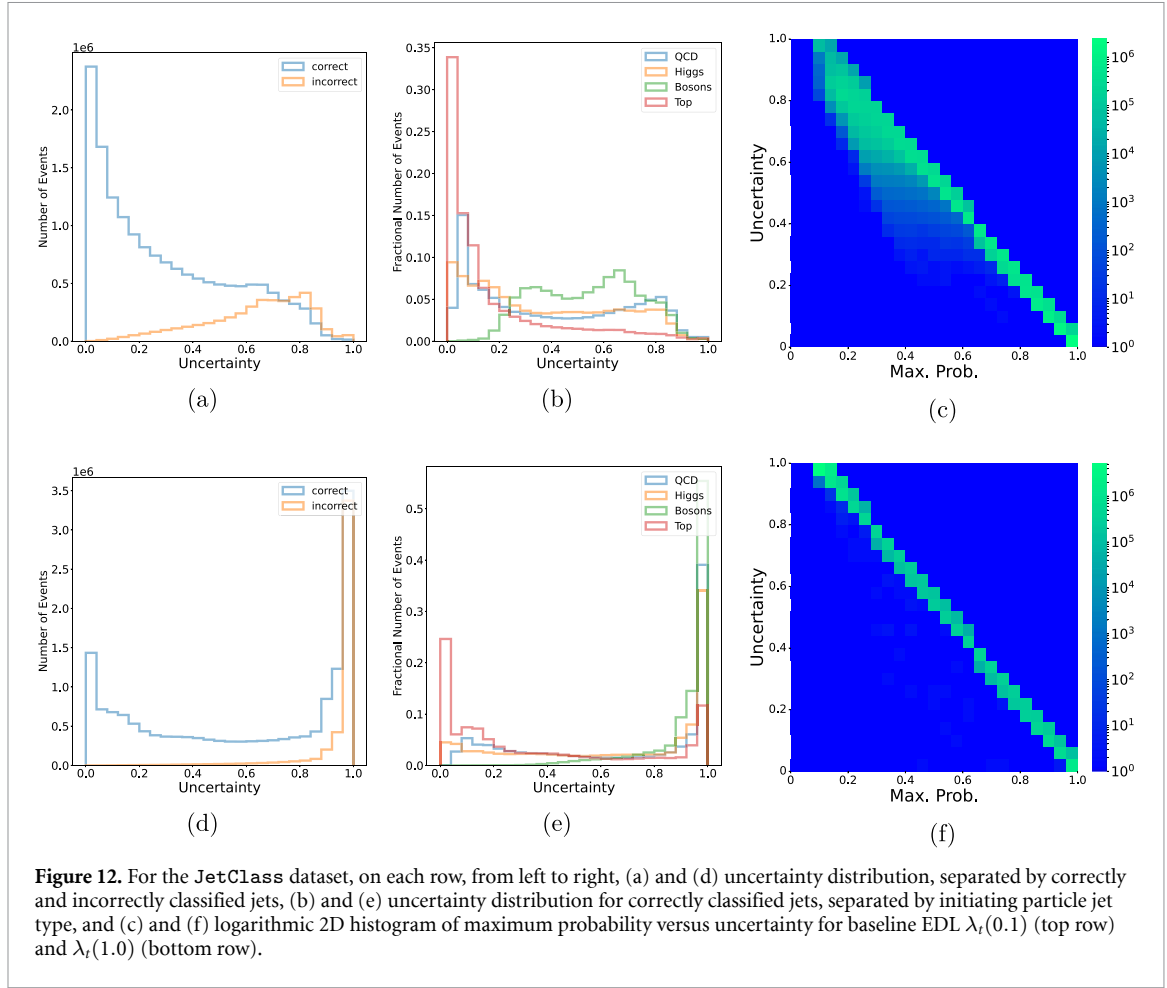 1e6
correct
incorrect
Number of Events
2.0
1.5
1.0
0.5
0.0
0.0 0.2 0.4 0.6 0.8 1.0
Uncertainty
(a)
QCD
Higgs
Bosons
Top
Fractional Number of Events
0.35
0.30
0.25
0.20
0.15
0.10
0.05
0.00
0.0 0.2 0.4 0.6 0.8 1.0
Uncertainty
(b)
Uncertainty
1.0
0.8
0.6
0.4
0.2
0
0 0.2 0.4 0.6 0.8 1.0
Max. Prob.
10^6
10^5
10^4
10^3
10^2
10^1
10^0
(c)
1e6
correct
incorrect
Number of Events
3.5
3.0
2.5
2.0
1.5
1.0
0.5
0.0
0.0 0.2 0.4 0.6 0.8 1.0
Uncertainty
(d)
QCD
Higgs
Bosons
Top
Fractional Number of Events
0.5
0.4
0.3
0.2
0.1
0.0
0.0 0.2 0.4 0.6 0.8 1.0
Uncertainty
(e)
Uncertainty
1.0
0.8
0.6
0.4
0.2
0
0 0.2 0.4 0.6 0.8 1.0
Max. Prob.
10^6
10^5
10^4
10^3
10^2
10^1
10^0
(f)
Figure 12. For the JetClass dataset, on each row, from left to right, (a) and (d) uncertainty distribution, separated by correctly
and incorrectly classified jets, (b) and (e) uncertainty distribution for correctly classified jets, separated by initiating particle jet
type, and (c) and (f) logarithmic 2D histogram of maximum probability versus uncertainty for baseline EDL λt(0.1) (top row)
and λt(1.0) (bottom row).